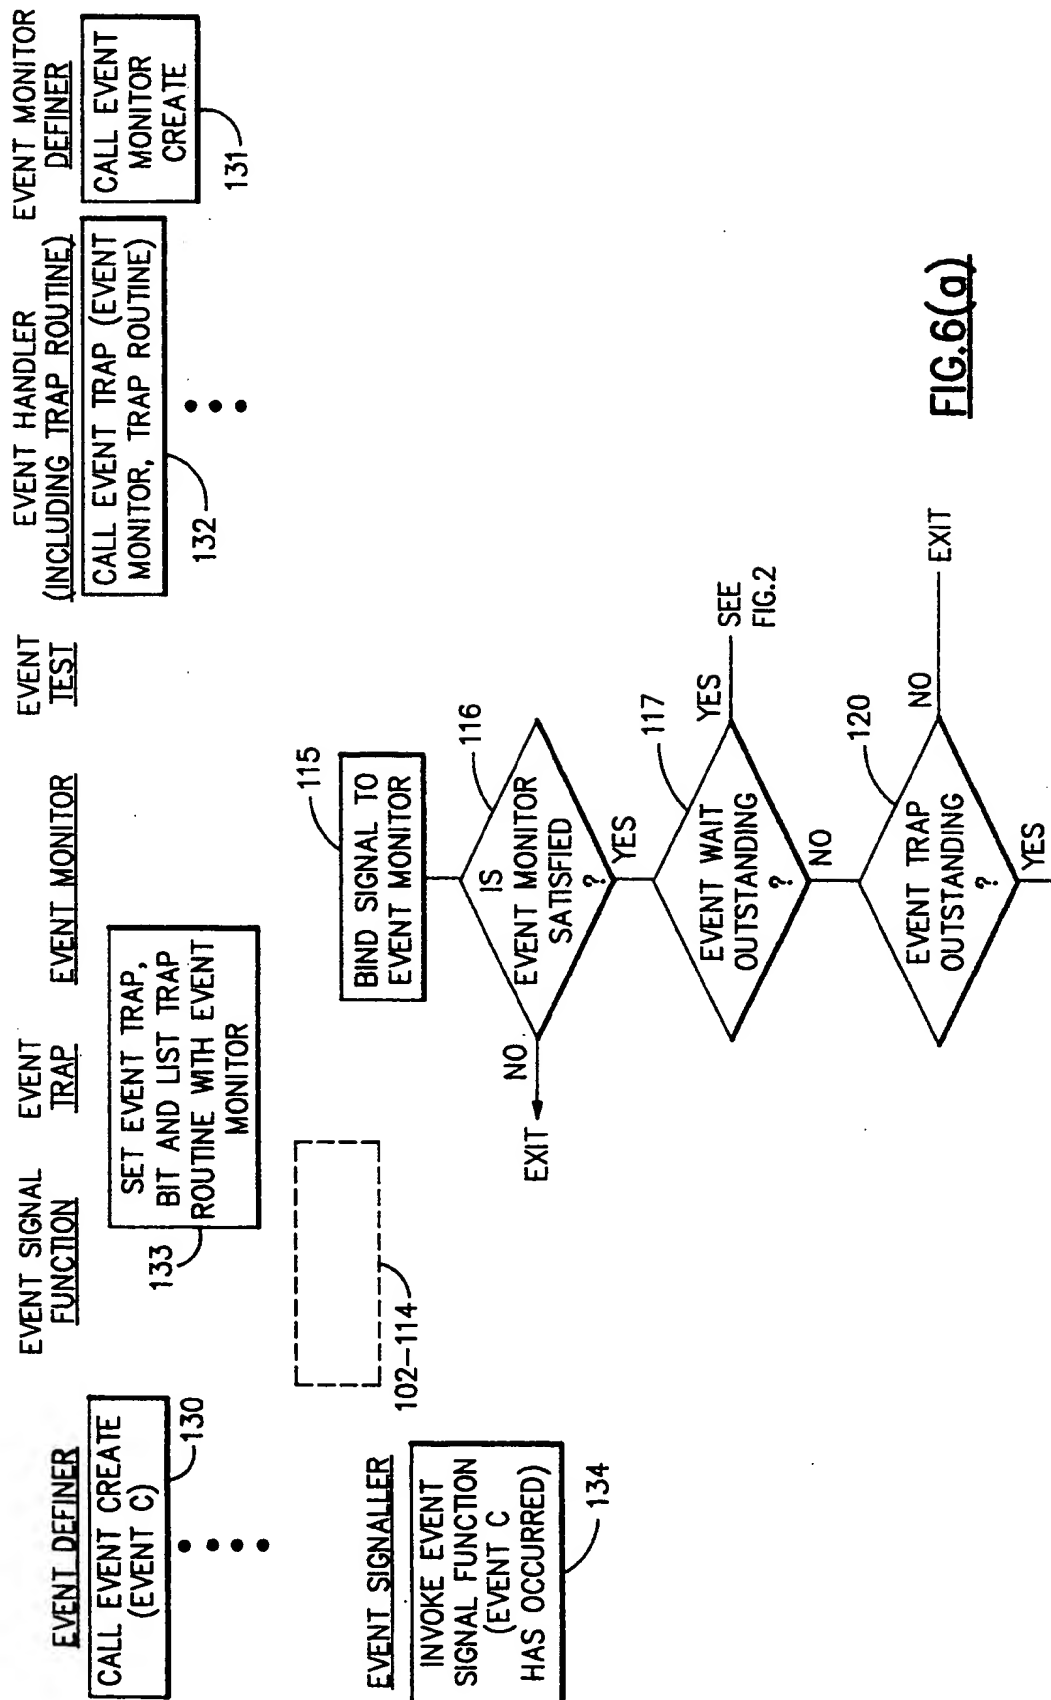 EVENT DEFINER
CALL EVENT CREATE
(EVENT C)
130
EVENT SIGNALLER
INVOKE EVENT
SIGNAL FUNCTION
(EVENT C
HAS OCCURRED)
134
EVENT SIGNAL
FUNCTION
102-114
EVENT
TRAP
SET EVENT TRAP,
BIT AND LIST TRAP
ROUTINE WITH EVENT
MONITOR
133
EVENT MONITOR
BIND SIGNAL TO
EVENT MONITOR
115
IS
EVENT MONITOR
SATISFIED
?
116
NO
EXIT
YES
EVENT WAIT
OUTSTANDING
?
117
YES
SEE
FIG.2
NO
EVENT TRAP
OUTSTANDING
?
120
NO
EXIT
YES
EVENT
TEST
EVENT HANDLER
(INCLUDING TRAP ROUTINE)
CALL EVENT TRAP (EVENT
MONITOR, TRAP ROUTINE)
132
EVENT MONITOR
DEFINER
CALL EVENT
MONITOR
CREATE
131
FIG.6(a)